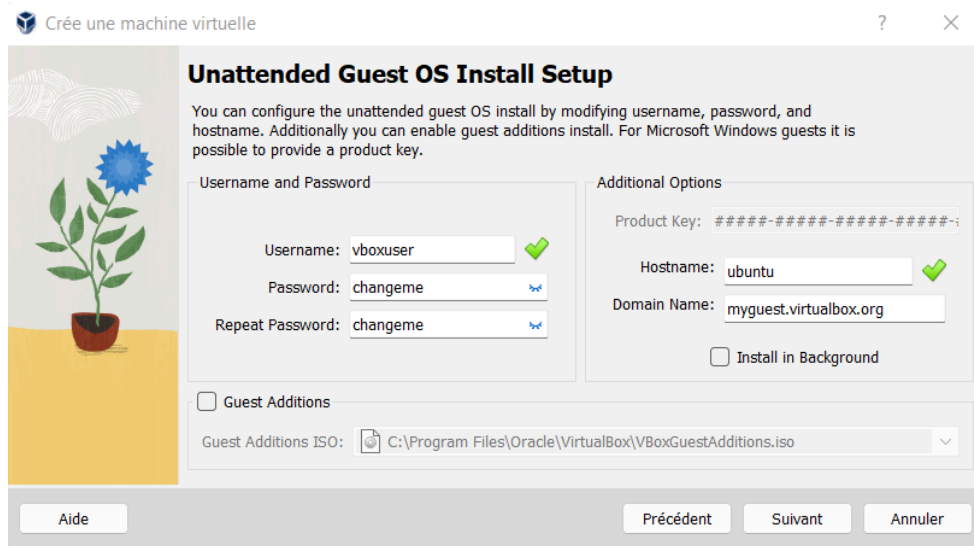 Crée une machine virtuelle
?
Unattended Guest OS Install Setup
You can configure the unattended guest OS install by modifying username, password, and
hostname. Additionally you can enable guest additions install. For Microsoft Windows guests it is
possible to provide a product key.
Username and Password
Username: vboxuser
Password: changeme
Repeat Password: changeme
Additional Options
Product Key: #####-#####-#####-#####-#
Hostname: ubuntu
Domain Name: myguest.virtualbox.org
Install in Background
Guest Additions
Guest Additions ISO: C:\Program Files\Oracle\VirtualBox\VBoxGuestAdditions.iso
Aide
Précédent
Suivant
Annuler